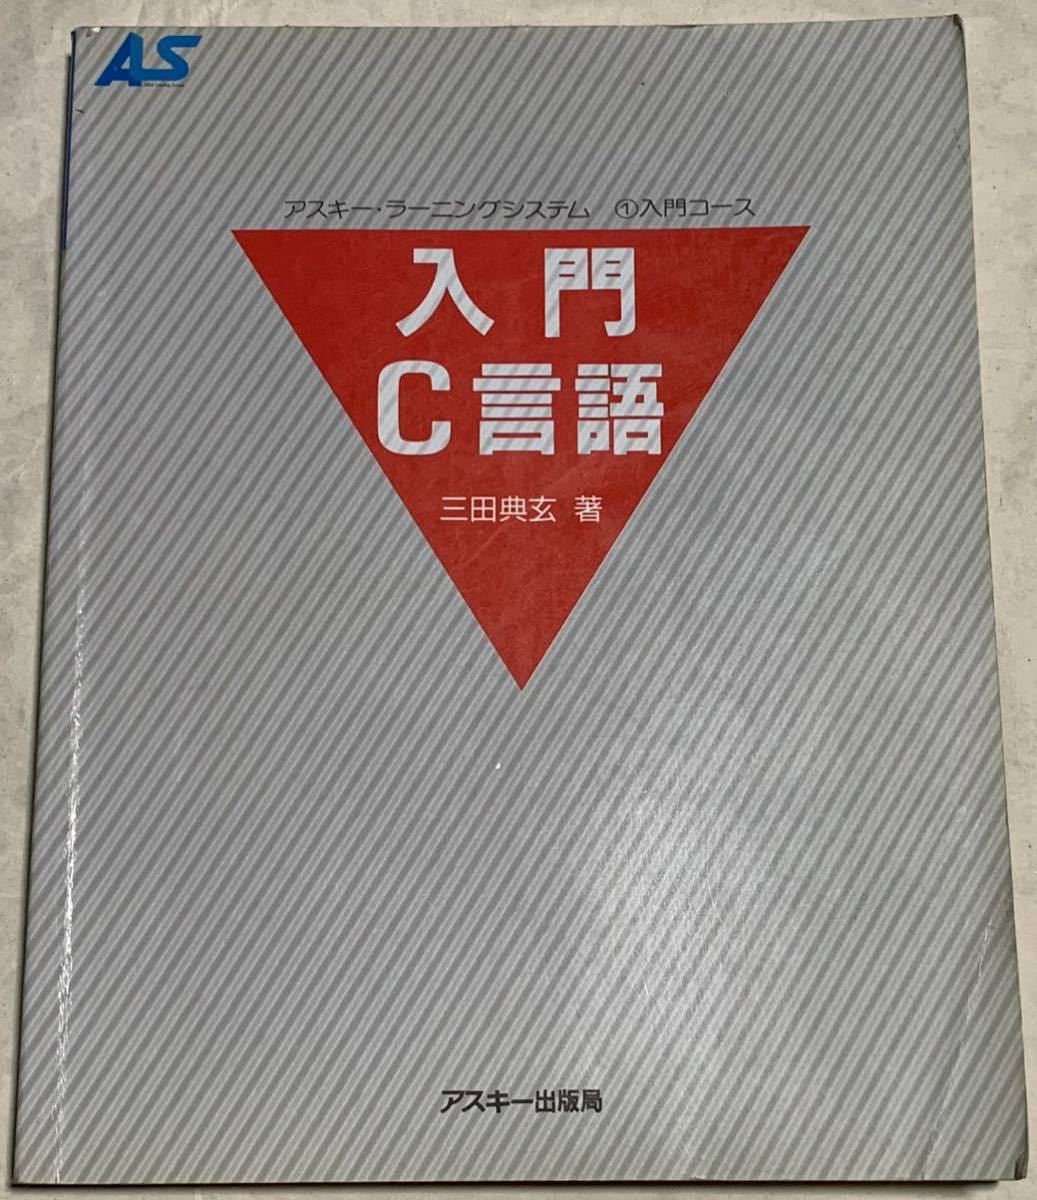 ALS
アスキー・ラーニングシステム ①入門コース
入門
C言語
三田典玄 著
アスキー出版局